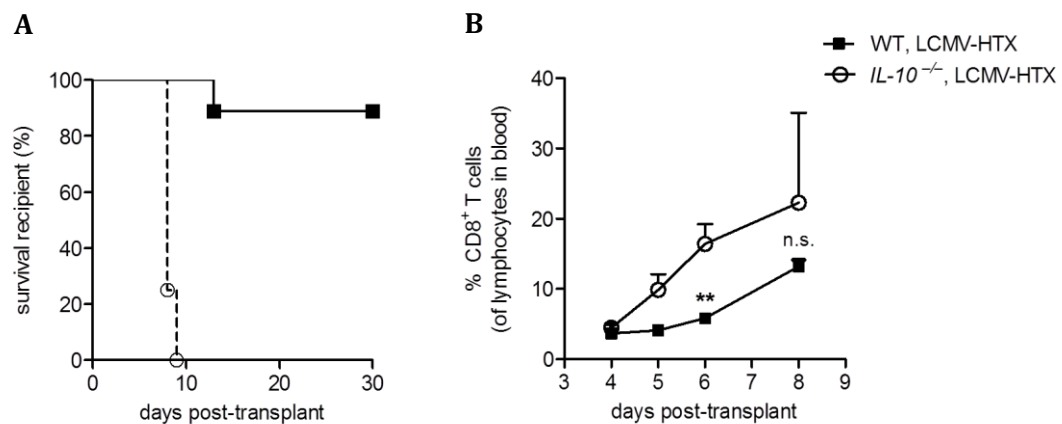 A
B
WT, LCMV-HTX
IL-10 –/–, LCMV-HTX
survival recipient (%)
100
80
60
40
20
0
0
10
20
30
days post-transplant
% CD8+ T cells
(of lymphocytes in blood)
40
30
20
10
0
n.s.
**
3
4
5
6
7
8
9
days post-transplant